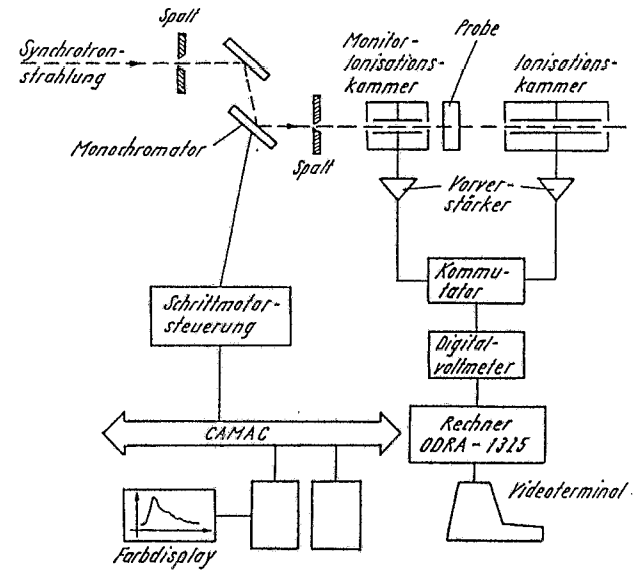 Spalt
Synchrotron-
strahlung
Monochromator
Spalt
Monitor-
Ionisations-
kammer
Probe
Ionisations-
kammer
Vorver-
stärker
Kommu-
tator
Schrittmotor-
steuerung
Digital-
voltmeter
CAMAC
Rechner
ODRA - 1325
Videoterminal
Farbdisplay